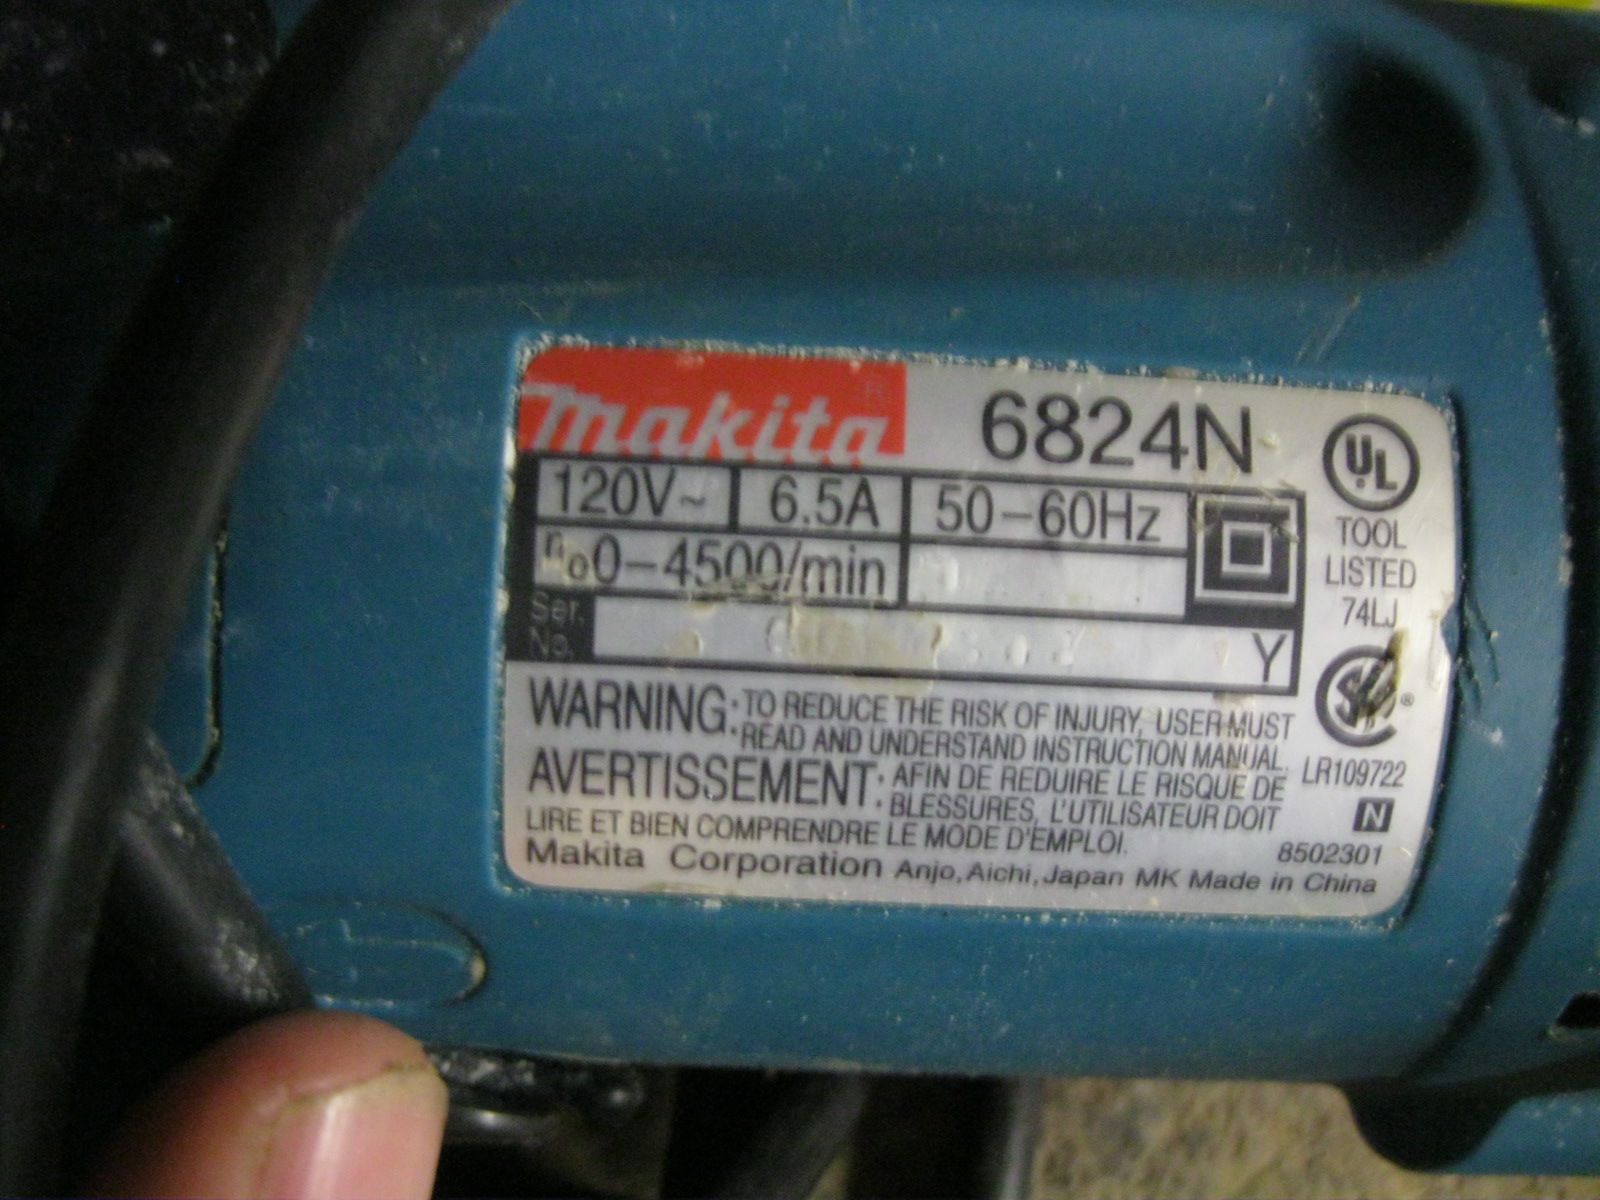 makita 6824N
120V~ 6.5A 50-60Hz
n₀0-4500/min
Ser.
No. Y
UL
TOOL
LISTED
74LJ
LR109722
N
8502301
WARNING: TO REDUCE THE RISK OF INJURY, USER MUST
READ AND UNDERSTAND INSTRUCTION MANUAL.
AVERTISSEMENT: AFIN DE REDUIRE LE RISQUE DE
BLESSURES, L'UTILISATEUR DOIT
LIRE ET BIEN COMPRENDRE LE MODE D'EMPLOI.
Makita Corporation Anjo, Aichi, Japan MK Made in China